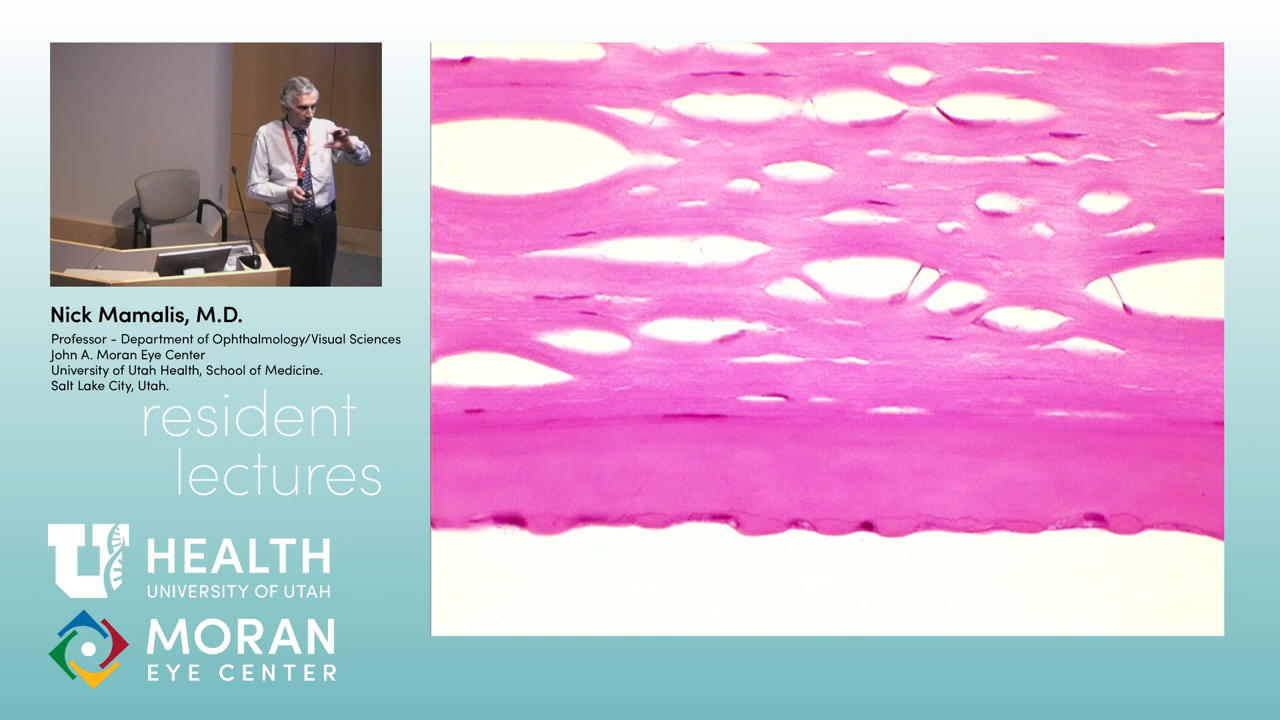 Nick Mamalis, M.D.
Professor - Department of Ophthalmology/Visual Sciences
John A. Moran Eye Center
University of Utah Health, School of Medicine.
Salt Lake City, Utah.
resident
lectures
U HEALTH
UNIVERSITY OF UTAH
MORAN
EYE CENTER